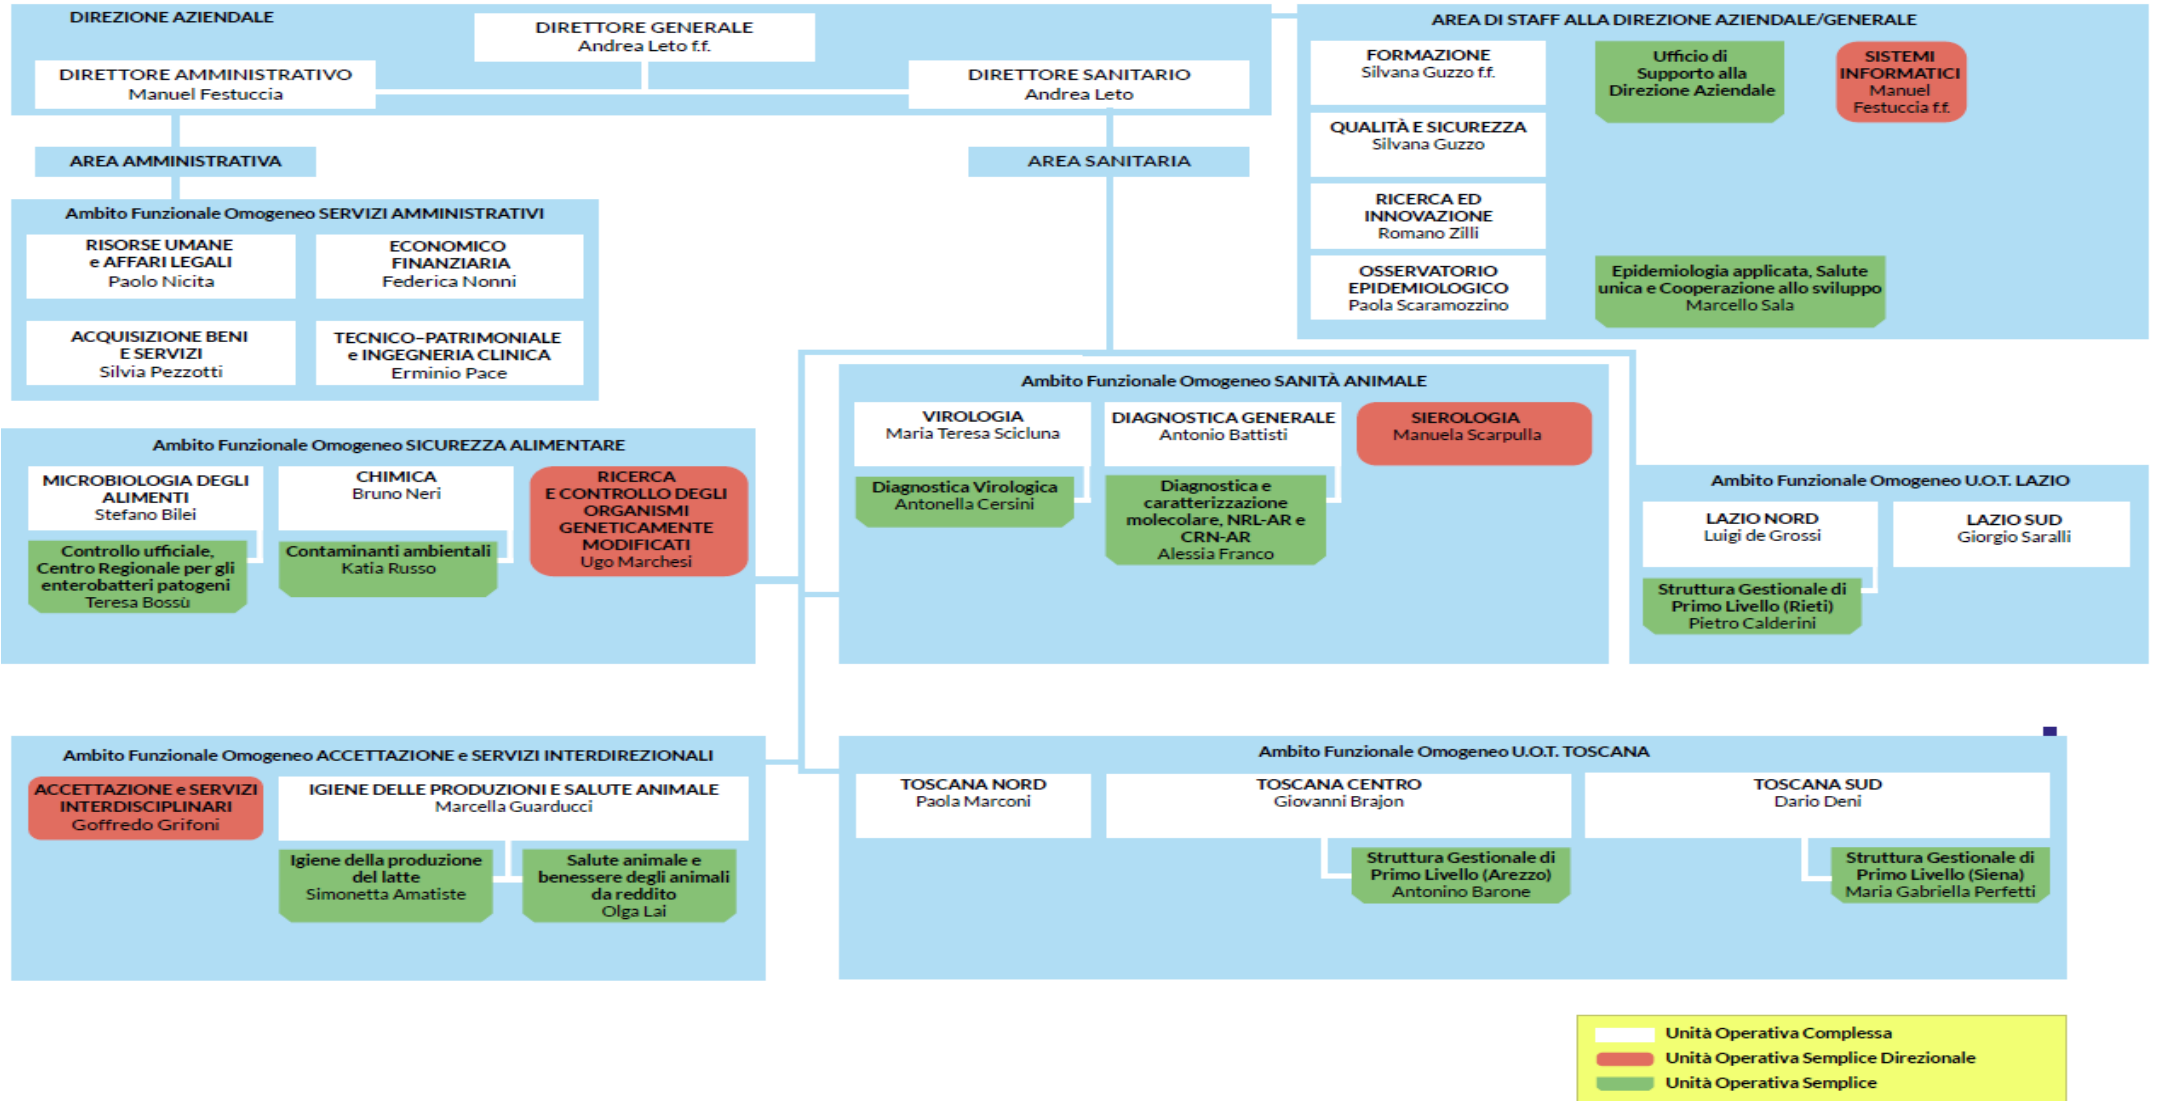 DIREZIONE AZIENDALE
DIRETTORE GENERALE
Andrea Leto f.f.
DIRETTORE AMMINISTRATIVO
Manuel Festuccia
DIRETTORE SANITARIO
Andrea Leto
AREA DI STAFF ALLA DIREZIONE AZIENDALE/GENERALE
FORMAZIONE
Silvana Guzzo f.f.
Ufficio di
Supporto alla
Direzione Aziendale
SISTEMI
INFORMATICI
Manuel
Festuccia f.f.
QUALITÀ E SICUREZZA
Silvana Guzzo
RICERCA ED
INNOVAZIONE
Romano Zilli
OSSERVATORIO
EPIDEMIOLOGICO
Paola Scaramozzino
Epidemiologia applicata, Salute
unica e Cooperazione allo sviluppo
Marcello Sala
AREA AMMINISTRATIVA
AREA SANITARIA
Ambito Funzionale Omogeneo SERVIZI AMMINISTRATIVI
RISORSE UMANE
e AFFARI LEGALI
Paolo Nicita
ECONOMICO
FINANZIARIA
Federica Nonni
ACQUISIZIONE BENI
E SERVIZI
Silvia Pezzotti
TECNICO–PATRIMONIALE
e INGEGNERIA CLINICA
Erminio Pace
Ambito Funzionale Omogeneo SICUREZZA ALIMENTARE
MICROBIOLOGIA DEGLI
ALIMENTI
Stefano Bilei
CHIMICA
Bruno Neri
RICERCA
E CONTROLLO DEGLI
ORGANISMI
GENETICAMENTE
MODIFICATI
Ugo Marchesi
Controllo ufficiale,
Centro Regionale per gli
enterobatteri patogeni
Teresa Bossù
Contaminanti ambientali
Katia Russo
Ambito Funzionale Omogeneo SANITÀ ANIMALE
VIROLOGIA
Maria Teresa Scicluna
DIAGNOSTICA GENERALE
Antonio Battisti
SIEROLOGIA
Manuela Scarpulla
Diagnostica Virologica
Antonella Cersini
Diagnostica e
caratterizzazione
molecolare, NRL-AR e
CRN-AR
Alessia Franco
Ambito Funzionale Omogeneo U.O.T. LAZIO
LAZIO NORD
Luigi de Grossi
LAZIO SUD
Giorgio Saralli
Struttura Gestionale di
Primo Livello (Rieti)
Pietro Calderini
Ambito Funzionale Omogeneo ACCETTAZIONE e SERVIZI INTERDIREZIONALI
ACCETTAZIONE e SERVIZI
INTERDISCIPLINARI
Goffredo Grifoni
IGIENE DELLE PRODUZIONI E SALUTE ANIMALE
Marcella Guarducci
Igiene della produzione
del latte
Simonetta Amatiste
Salute animale e
benessere degli animali
da reddito
Olga Lai
Ambito Funzionale Omogeneo U.O.T. TOSCANA
TOSCANA NORD
Paola Marconi
TOSCANA CENTRO
Giovanni Brajon
TOSCANA SUD
Dario Deni
Struttura Gestionale di
Primo Livello (Arezzo)
Antonino Barone
Struttura Gestionale di
Primo Livello (Siena)
Maria Gabriella Perfetti
Unità Operativa Complessa
Unità Operativa Semplice Direzionale
Unità Operativa Semplice